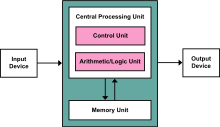 Central Processing Unit
Control Unit
Arithmetic/Logic Unit
Input
Device
Output
Device
Memory Unit